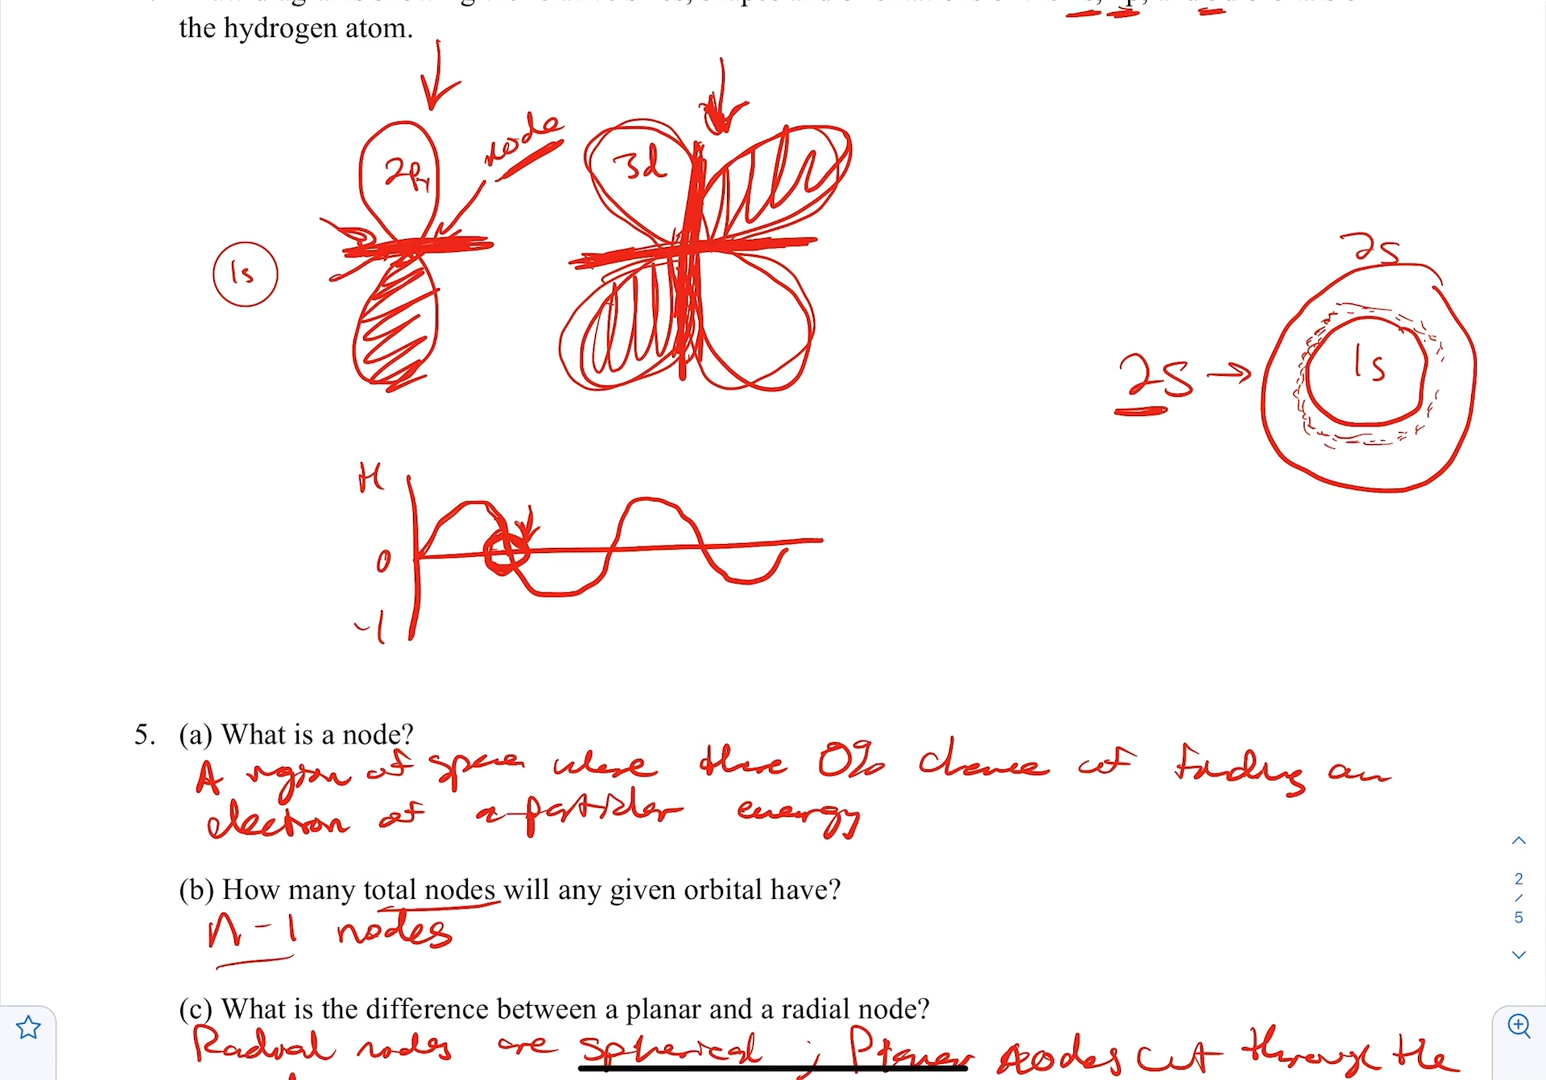 the hydrogen atom.
node
2p
3d
1s
2s
2s →
1s
H
0
-1
5. (a) What is a node?
A region of space where there 0% chance of finding an
electron of a particular energy
(b) How many total nodes will any given orbital have?
n-1 nodes
2
/
5
(c) What is the difference between a planar and a radial node?
Radial nodes are spherical ; Planar nodes cut through the